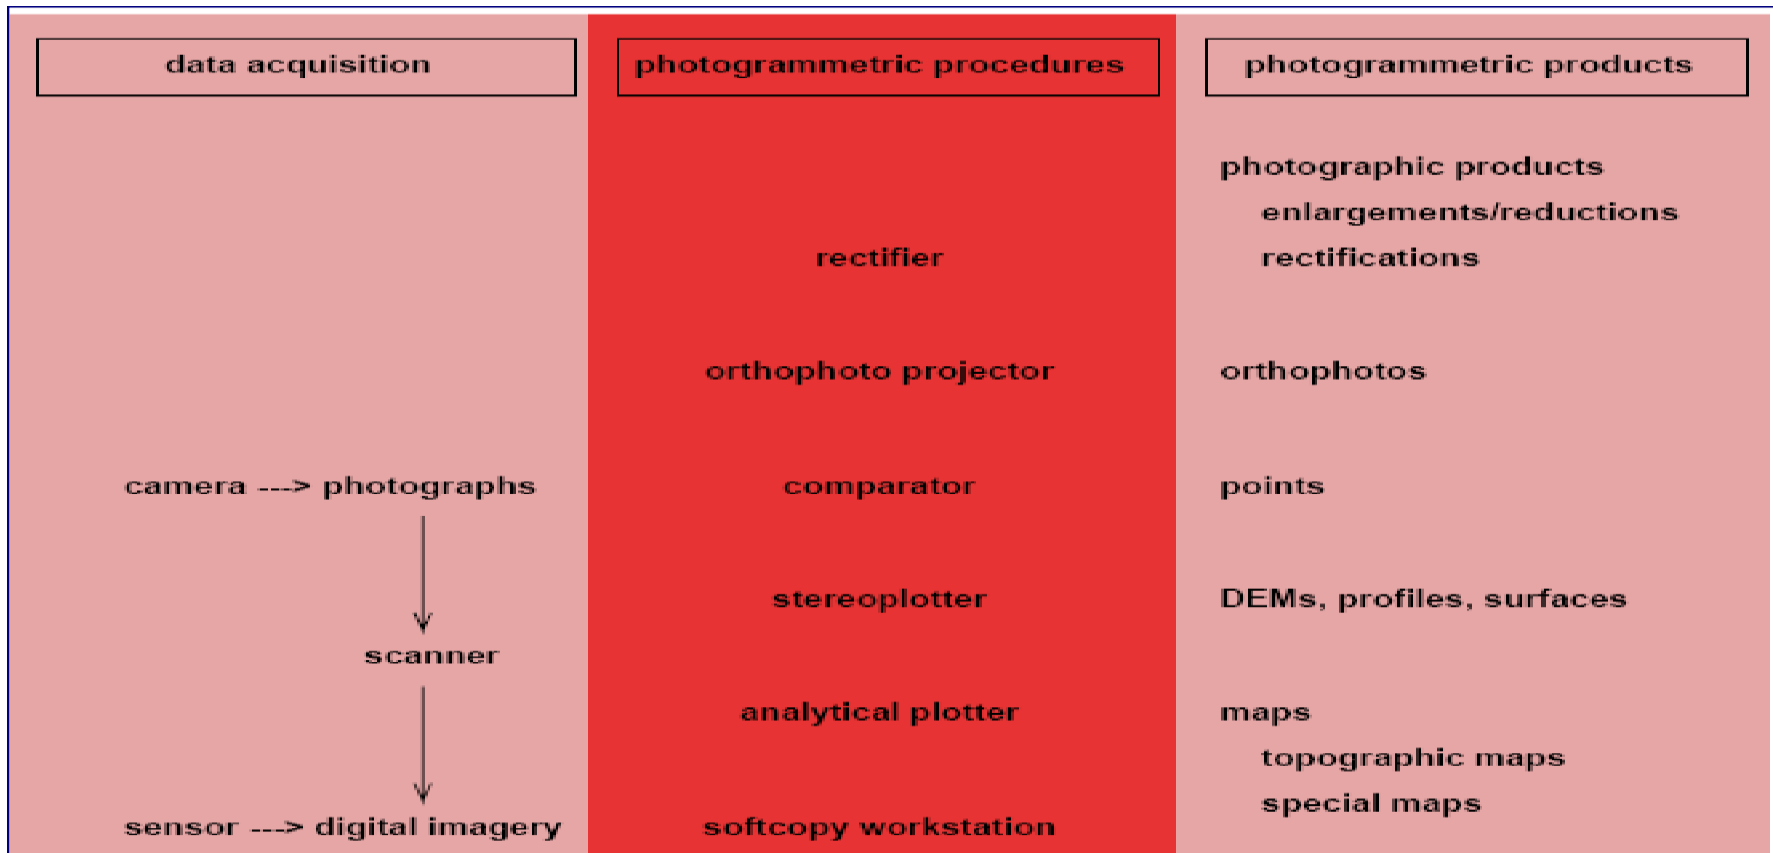 data acquisition
photogrammetric procedures
photogrammetric products
photographic products
enlargements/reductions
rectifier
rectifications
orthophoto projector
orthophotos
camera ---> photographs
comparator
points
stereoplotter
DEMs, profiles, surfaces
scanner
analytical plotter
maps
topographic maps
special maps
sensor ---> digital imagery
softcopy workstation